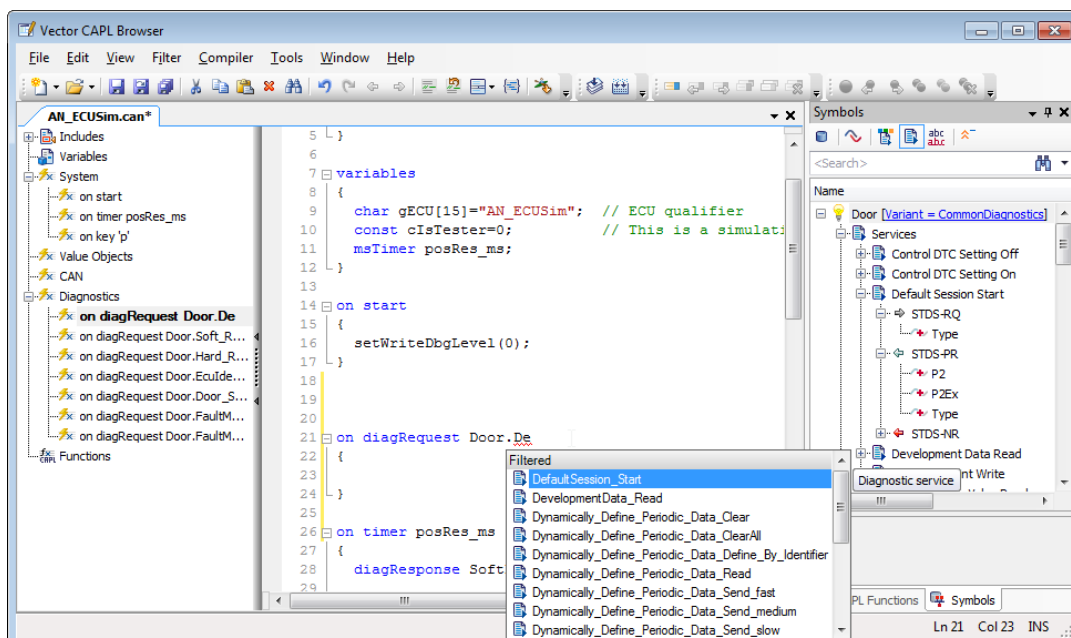 Vector CAPL Browser
File Edit View Filter Compiler Tools Window Help
AN_ECUSim.can*
Includes
Variables
System
on start
on timer posRes_ms
on key 'p'
Value Objects
CAN
Diagnostics
on diagRequest Door.De
on diagRequest Door.Soft_R...
on diagRequest Door.Hard_R...
on diagRequest Door.EcuIde...
on diagRequest Door.Door_S...
on diagRequest Door.FaultM...
on diagRequest Door.FaultM...
CAPL Functions
5 }
6
7 variables
8 {
9 char gECU[15]="AN_ECUSim"; // ECU qualifier
10 const cIsTester=0; // This is a simulati
11 msTimer posRes_ms;
12 }
13
14 on start
15 {
16 setWriteDbgLevel(0);
17 }
18
19
20
21 on diagRequest Door.De
22 {
23
24 }
25
26 on timer posRes_ms
27 {
28 diagResponse Soft
29
Filtered
DefaultSession_Start
DevelopmentData_Read
Dynamically_Define_Periodic_Data_Clear
Dynamically_Define_Periodic_Data_ClearAll
Dynamically_Define_Periodic_Data_Define_By_Identifier
Dynamically_Define_Periodic_Data_Read
Dynamically_Define_Periodic_Data_Send_fast
Dynamically_Define_Periodic_Data_Send_medium
Dynamically_Define_Periodic_Data_Send_slow
Diagnostic service
Symbols
abc
abc
<Search>
Name
Door [Variant = CommonDiagnostics]
Services
Control DTC Setting Off
Control DTC Setting On
Default Session Start
STDS-RQ
Type
STDS-PR
P2
P2Ex
Type
STDS-NR
Development Data Read
nt Write
PL Functions Symbols
Ln 21 Col 23 INS